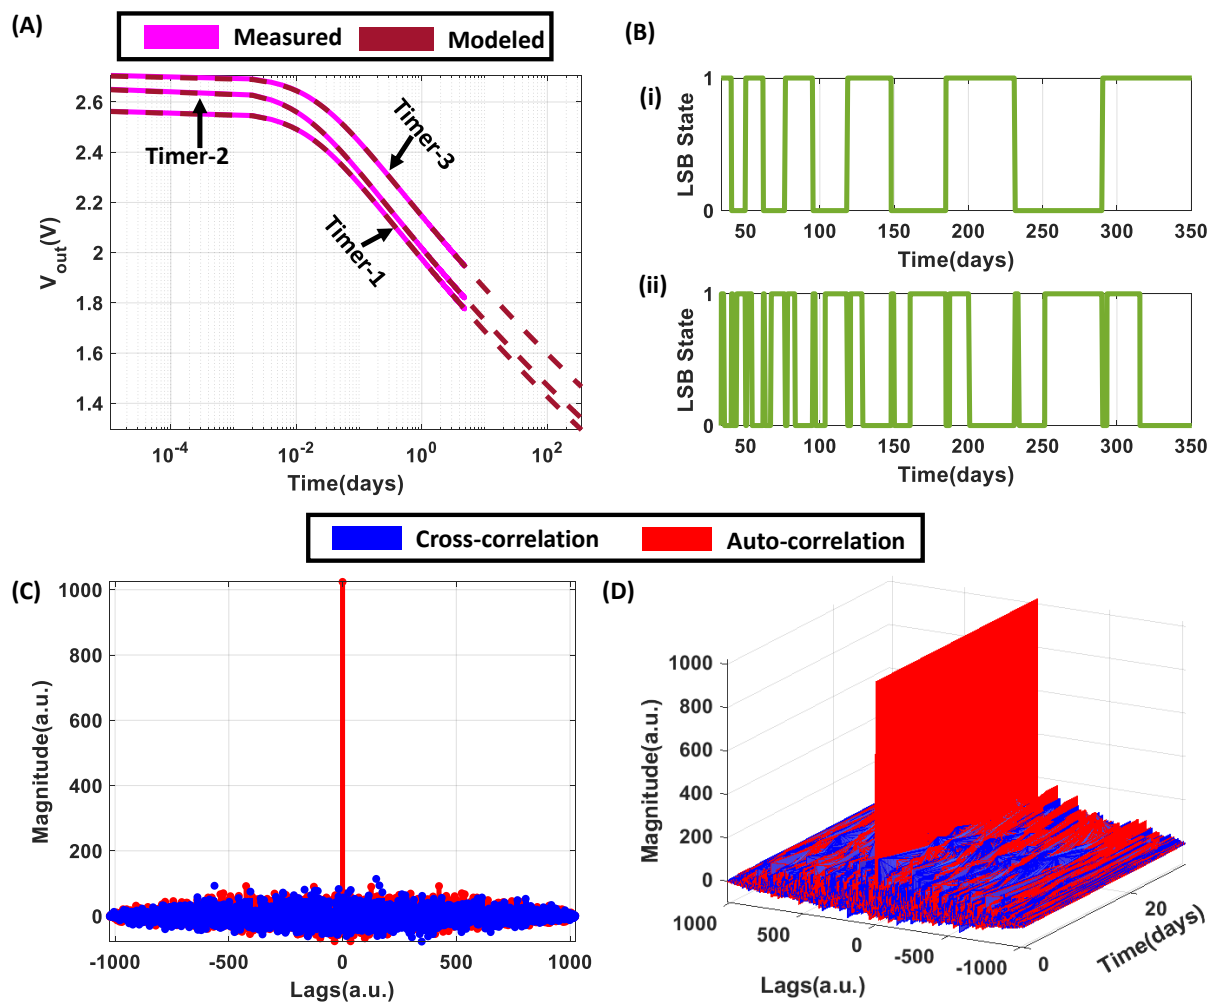 (A)
Measured
Modeled
2.6
2.4
2.2
2
1.8
1.6
1.4
V_out(V)
Timer-2
Timer-3
Timer-1
10^-4
10^-2
10^0
10^2
Time(days)
(B)
(i)
LSB State
1
0
50
100
150
200
250
300
350
Time(days)
(ii)
LSB State
1
0
50
100
150
200
250
300
350
Time(days)
Cross-correlation
Auto-correlation
(C)
1000
800
600
400
200
0
Magnitude(a.u.)
-1000
-500
0
500
1000
Lags(a.u.)
(D)
1000
800
600
400
200
0
Magnitude(a.u.)
1000
500
0
-500
-1000
Lags(a.u.)
0
20
Time(days)